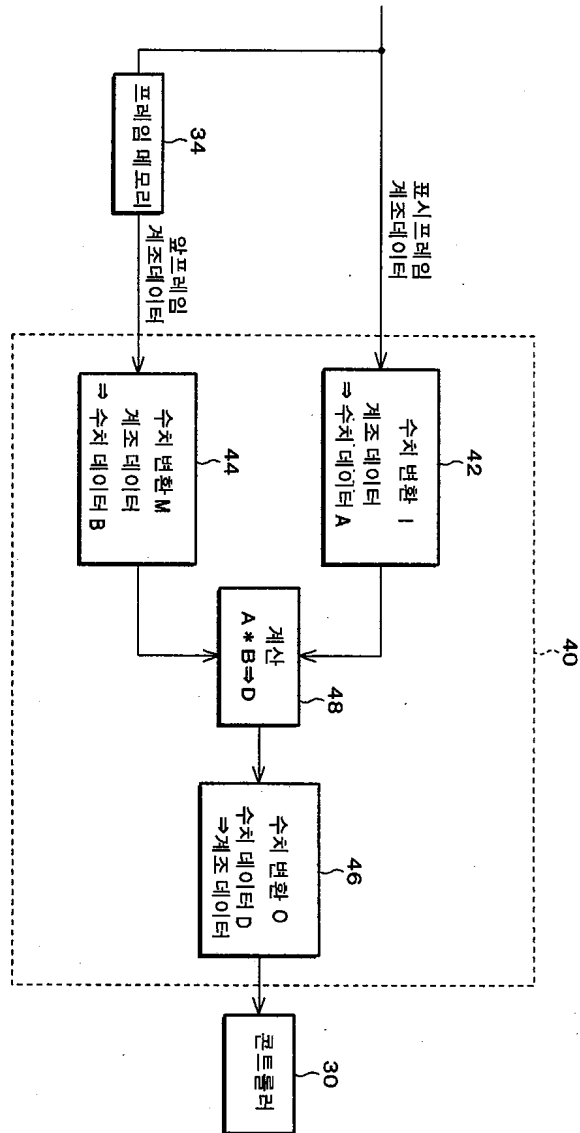 표시프레임
계조데이터
프레임 메모리
34
앞프레임
계조데이터
40
수치 변환 I
계조 데이터
⇒ 수치 데이터 A
42
수치 변환 M
계조 데이터
⇒ 수치 데이터 B
44
계산
A * B⇒D
48
수치 변환 O
수치 데이터 D
⇒계조 데이터
46
콘트롤러
30